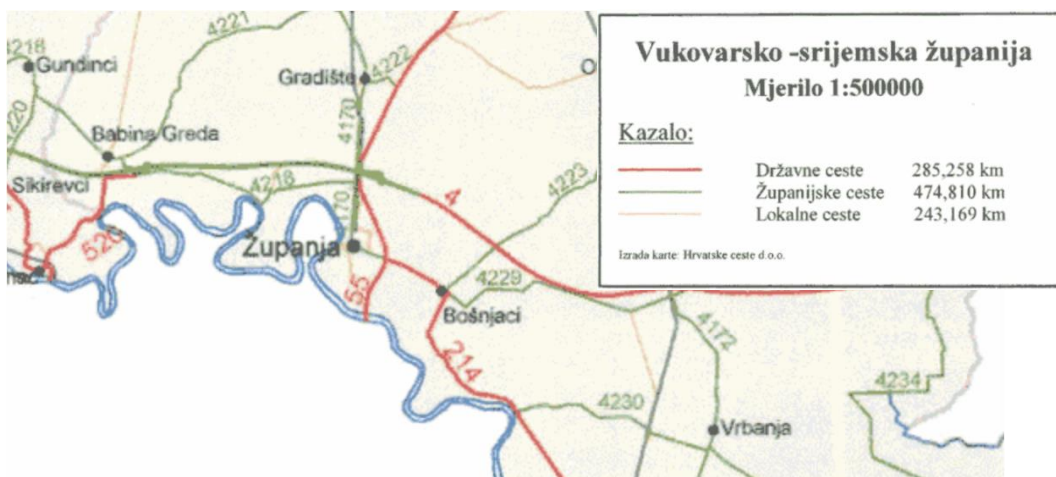 4221
4218
Gundinci
4222
Gradište
4170
4220
Babina Greda
Sikirevci
4218
4170
4
4223
Županja
520
55
4229
Bošnjaci
4172
214
4234
4230
Vrbanja
Vukovarsko -srijemska županija
Mjerilo 1:500000
Kazalo:
Državne ceste 285,258 km
Županijske ceste 474,810 km
Lokalne ceste 243,169 km
Izrada karte: Hrvatske ceste d.o.o.